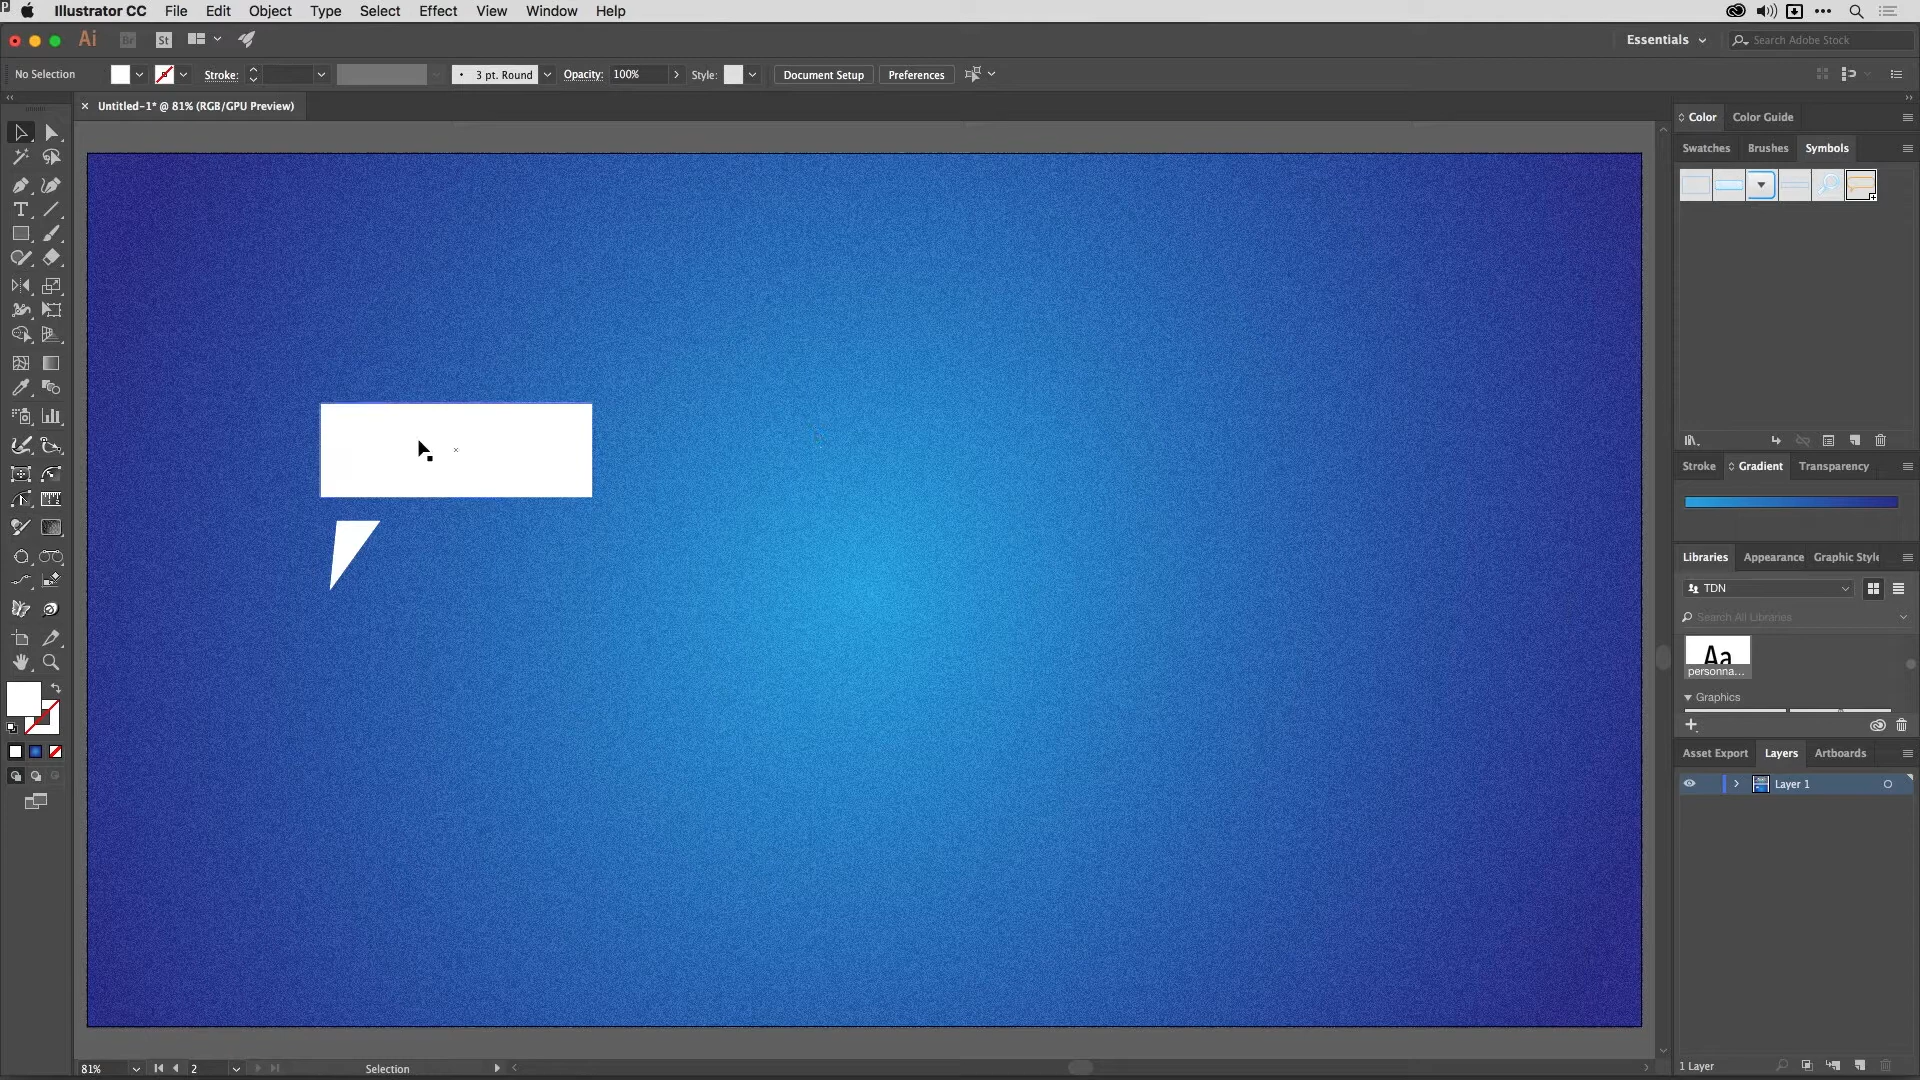 Illustrator CC File Edit Object Type Select Effect View Window Help
Ai Br St Essentials Search Adobe Stock
No Selection Stroke: 3 pt. Round Opacity: 100% Style: Document Setup Preferences
Untitled-1* @ 81% (RGB/GPU Preview)
Color Color Guide
Swatches Brushes Symbols
Stroke Gradient Transparency
Libraries Appearance Graphic Style
TDN
Search All Libraries
Aa
personna...
Graphics
Asset Export Layers Artboards
Layer 1
81% 2 Selection 1 Layer